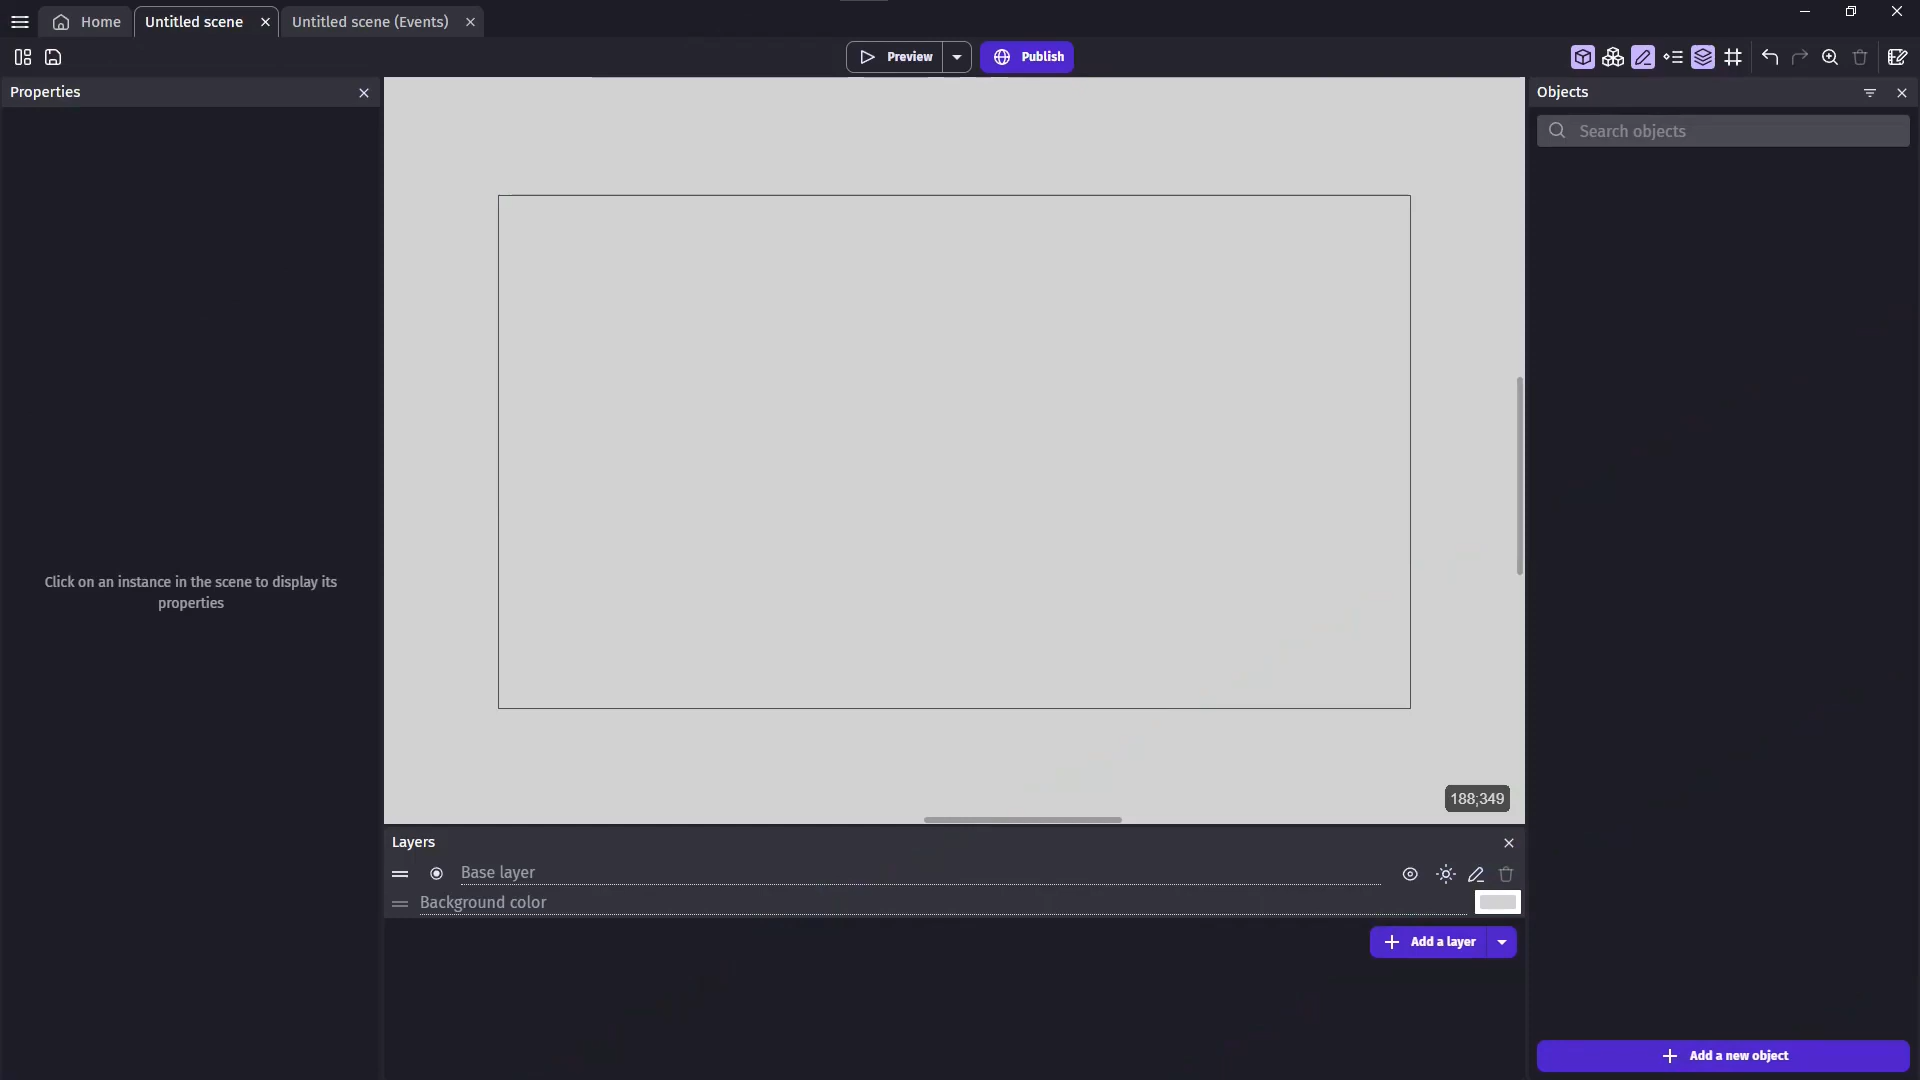 Home
Untitled scene
Untitled scene (Events)
Preview
Publish
Properties
Objects
Search objects
Click on an instance in the scene to display its
properties
188;349
Layers
Base layer
Background color
Add a layer
Add a new object